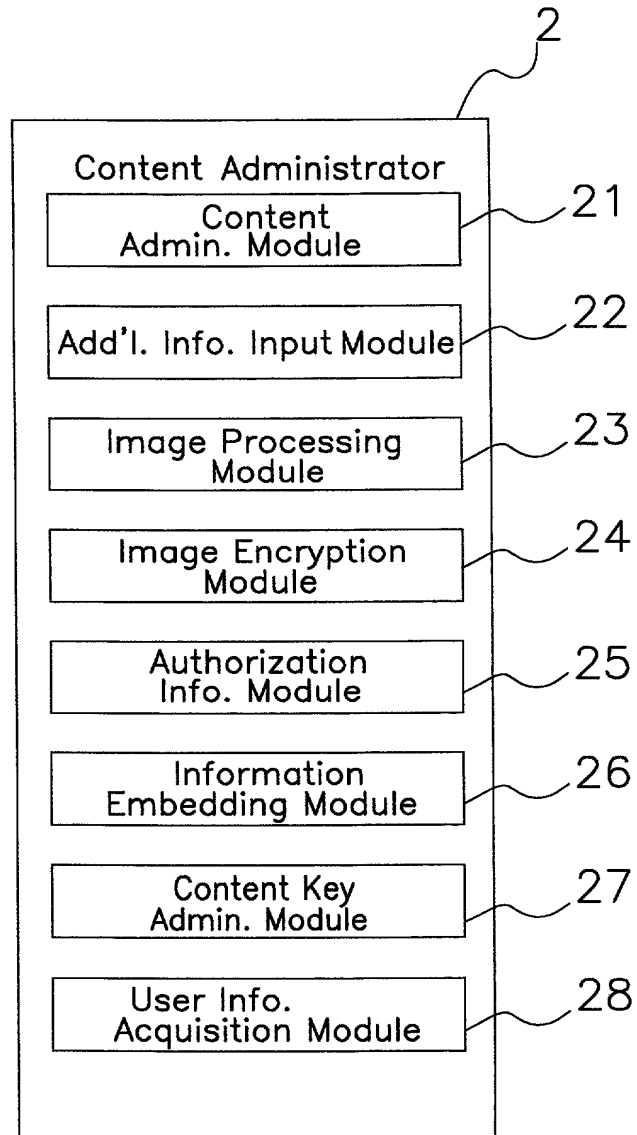 2
Content Administrator
Content
Admin. Module
21
Add'l. Info. Input Module
22
Image Processing
Module
23
Image Encryption
Module
24
Authorization
Info. Module
25
Information
Embedding Module
26
Content Key
Admin. Module
27
User Info.
Acquisition Module
28